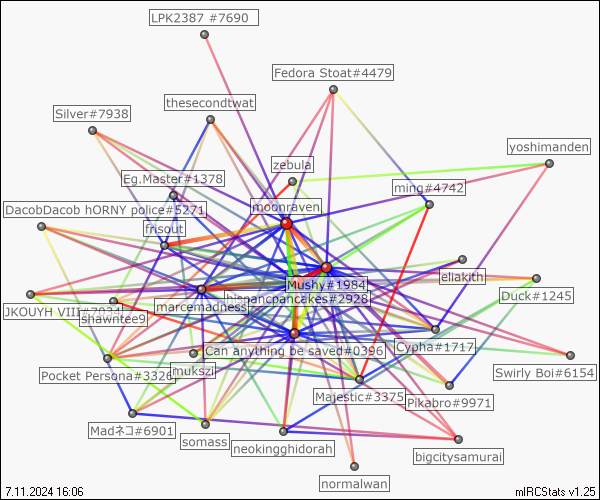 LPK2387 #7690
Fedora Stoat#4479
thesecondtwat
Silver#7938
yoshimanden
zebula
Eg.Master#1378
ming#4742
moonraven
DacobDacob hORNY police#5271
frisout
eliakith
Mushy#1984
Duck#1245
hispancpancakes#2928
marcemadness
JKOUYH VIII#7934
shawntee9
Can anything be saved#0396
Cypha#1717
mukszi
Swirly Boi#6154
Pocket Persona#3326
Majestic#3375
Pikabro#9971
Madネコ#6901
somass
neokingghidorah
bigcitysamurai
normalwan
7.11.2024 16:06
mIRCStats v1.25